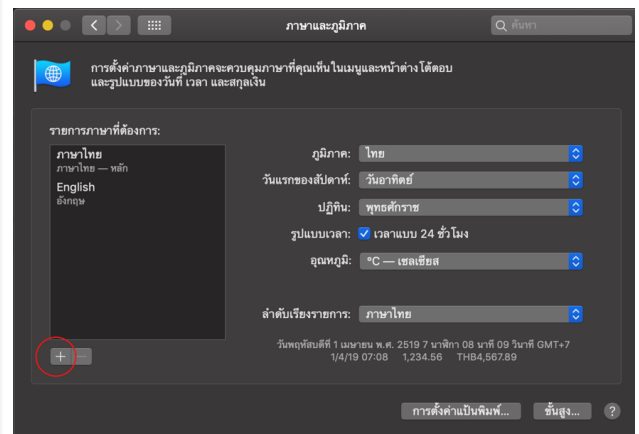 ภาษาและภูมิภาค
ค้นหา
การตั้งค่าภาษาและภูมิภาคจะควบคุมภาษาที่คุณเห็นในเมนูและหน้าต่างโต้ตอบ
และรูปแบบของวันที่ เวลา และสกุลเงิน
รายการภาษาที่ต้องการ:
ภาษาไทย
ภาษาไทย — หลัก
English
อังกฤษ
ภูมิภาค: ไทย
วันแรกของสัปดาห์: วันอาทิตย์
ปฏิทิน: พุทธศักราช
รูปแบบเวลา: เวลาแบบ 24 ชั่วโมง
อุณหภูมิ: °C — เซลเซียส
ลำดับเรียงรายการ: ภาษาไทย
วันพฤหัสบดีที่ 1 เมษายน พ.ศ. 2519 7 นาฬิกา 08 นาที 09 วินาที GMT+7
1/4/19 07:08 1,234.56 THB4,567.89
+ −
การตั้งค่าแป้นพิมพ์... ขั้นสูง... ?